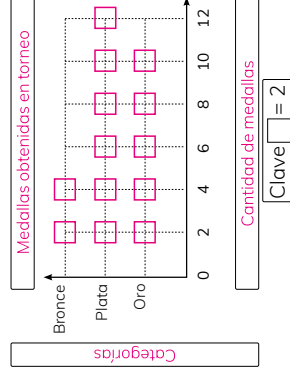 Medallas obtenidas en torneo
Categorías
Bronce
Plata
Oro
0 2 4 6 8 10 12
Cantidad de medallas
Clave = 2